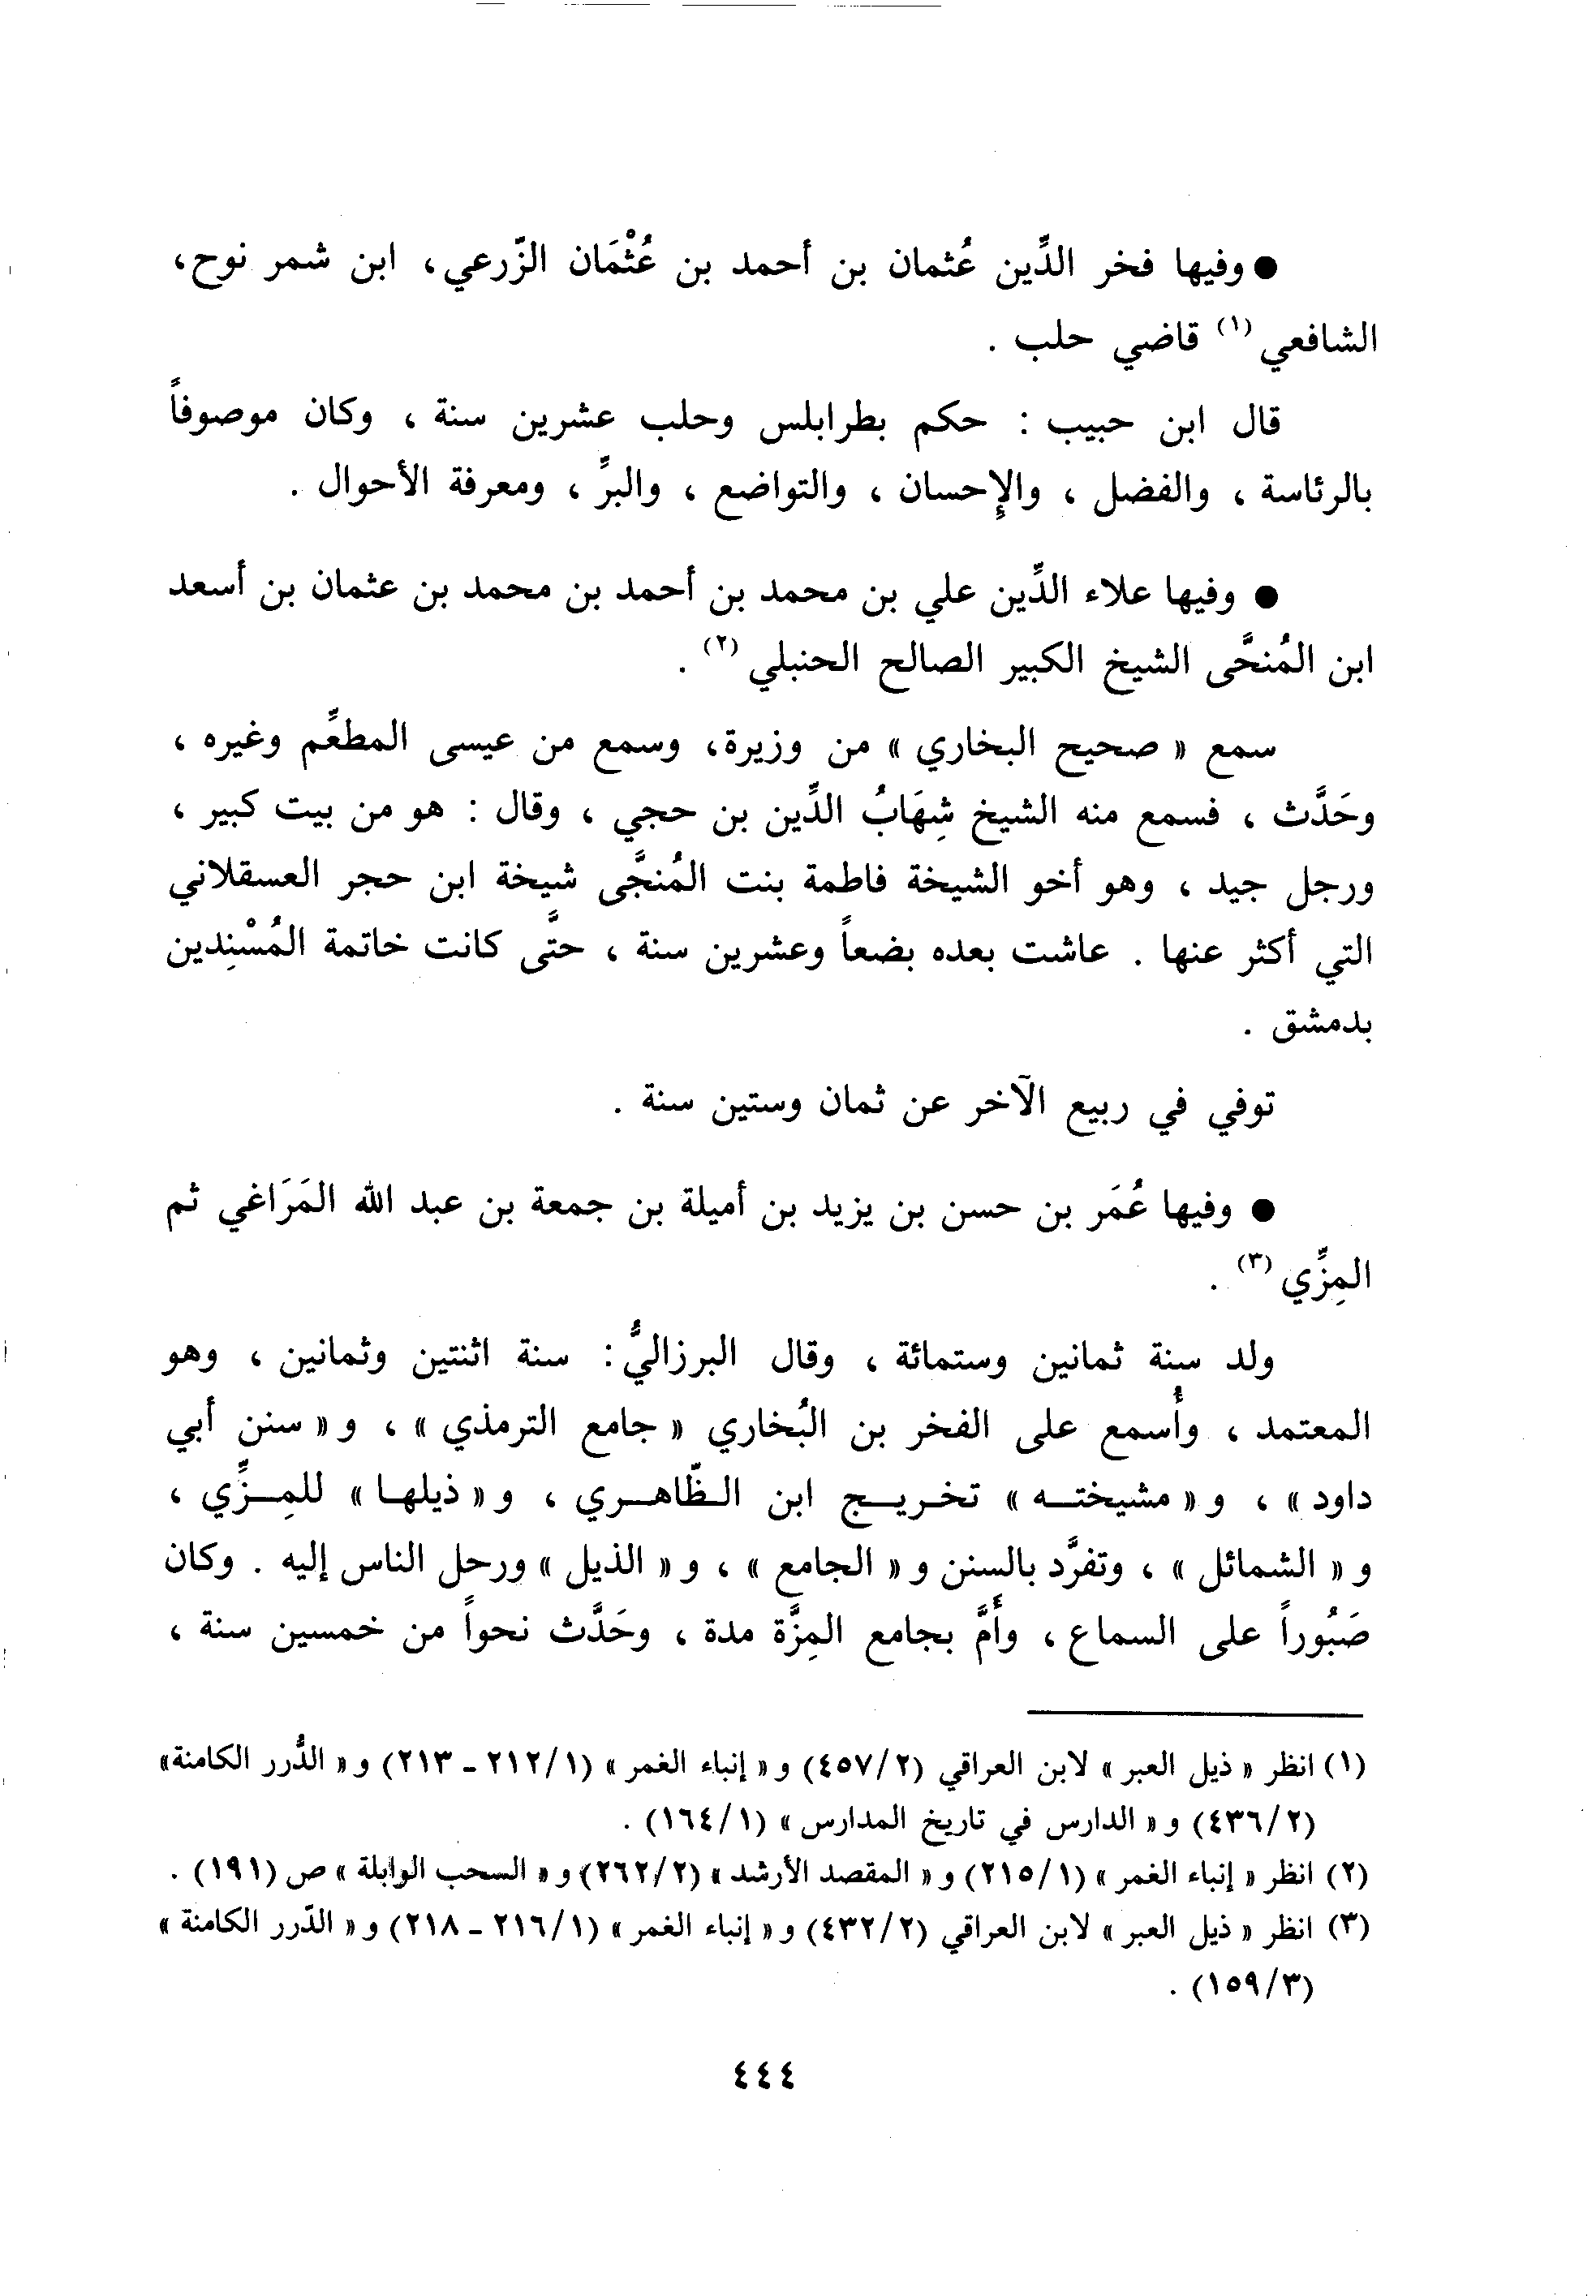 ● وفيها فخر الدِّين عُثمان بن أحمد بن عُثْمَان الزّرعي، ابن شمر نوح،
الشافعي (١) قاضي حلب .
قال ابن حبيب : حكم بطرابلس وحلب عشرين سنة ، وكان موصوفاً
بالرئاسة ، والفضل ، والإِحسان ، والتواضع ، والبرِّ ، ومعرفة الأحوال .
● وفيها علاء الدِّين علي بن محمد بن أحمد بن محمد بن عثمان بن أسعد
ابن المُنحَّى الشيخ الكبير الصالح الحنبلي (٢) .
سمع « صحيح البخاري » من وزيرة، وسمع من عيسى المطعِّم وغيره ،
وحَدَّث ، فسمع منه الشيخ شِهَابُ الدِّين بن حجي ، وقال : هو من بيت كبير ،
ورجل جيد ، وهو أخو الشيخة فاطمة بنت المُنجَّى شيخة ابن حجر العسقلاني
التي أكثر عنها . عاشت بعده بضعاً وعشرين سنة ، حتَّى كانت خاتمة المُسْنِدين
بدمشق .
توفي في ربيع الآخر عن ثمان وستين سنة .
● وفيها عُمَر بن حسن بن يزيد بن أميلة بن جمعة بن عبد الله المَرَاغي ثم
المِزِّي (٣) .
ولد سنة ثمانين وستمائة ، وقال البرزاليُّ: سنة اثنتين وثمانين ، وهو
المعتمد ، وأُسمع على الفخر بن البُخاري « جامع الترمذي » ، و « سنن أبي
داود » ، و « مشيخته » تخريج ابن الظّاهري ، و « ذيلها » للمِزِّي ،
و « الشمائل » ، وتفرَّد بالسنن و « الجامع » ، و « الذيل » ورحل الناس إليه . وكان
صَبُوراً على السماع ، وأَمَّ بجامع المِزَّة مدة ، وحَدَّث نحواً من خمسين سنة ،
(١) انظر « ذيل العبر » لابن العراقي (٤٥٧/٢) و « إنباء الغمر » (٢١٢/١ - ٢١٣) و « الدُّرر الكامنة»
(٤٣٦/٢) و « الدارس في تاريخ المدارس » (١٦٤/١) .
(٢) انظر « إنباء الغمر » (٢١٥/١) و « المقصد الأرشد » (٢٦٢/٢) و « السحب الوابلة » ص (١٩١) .
(٣) انظر « ذيل العبر » لابن العراقي (٤٣٢/٢) و « إنباء الغمر » (٢١٦/١ - ٢١٨) و « الدّرر الكامنة »
(١٥٩/٣) .
٤٤٤